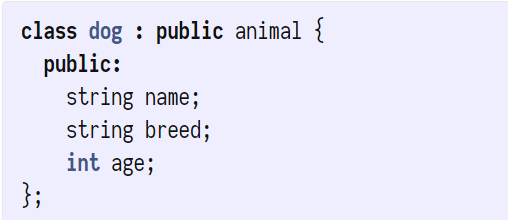 class dog : public animal {
  public:
    string name;
    string breed;
    int age;
};